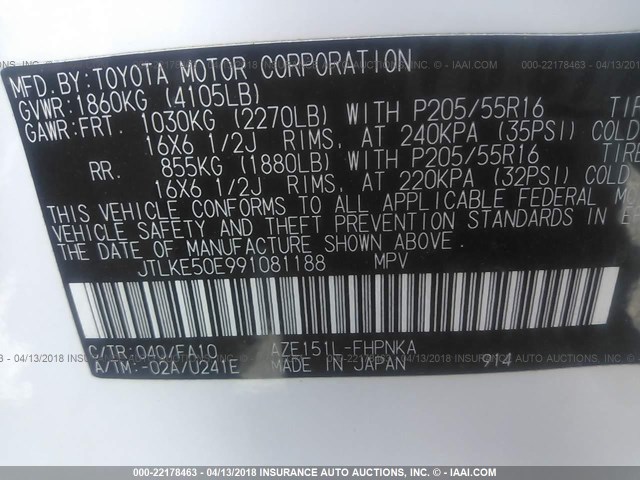 MFD.BY:TOYOTA MOTOR CORPORATION
GVWR:1860KG (4105LB)
GAWR:FRT. 1030KG (2270LB) WITH P205/55R16 TI
16X6 1/2J RIMS, AT 240KPA (35PSI) COLD
RR. 855KG (1880LB) WITH P205/55R16 TIRE
16X6 1/2J RIMS, AT 220KPA (32PSI) COLD
THIS VEHICLE CONFORMS TO ALL APPLICABLE FEDERAL MO
VEHICLE SAFETY AND THEFT PREVENTION STANDARDS IN E
THE DATE OF MANUFACTURE SHOWN ABOVE.
JTLKE50E991081188 MPV
C/TR:040/FA10 AZE151L-FHPNKA
A/TM:-02A/U241E MADE IN JAPAN 914
000-22178463 - 04/13/2018 INSURANCE AUTO AUCTIONS, INC. - © - IAAI.COM